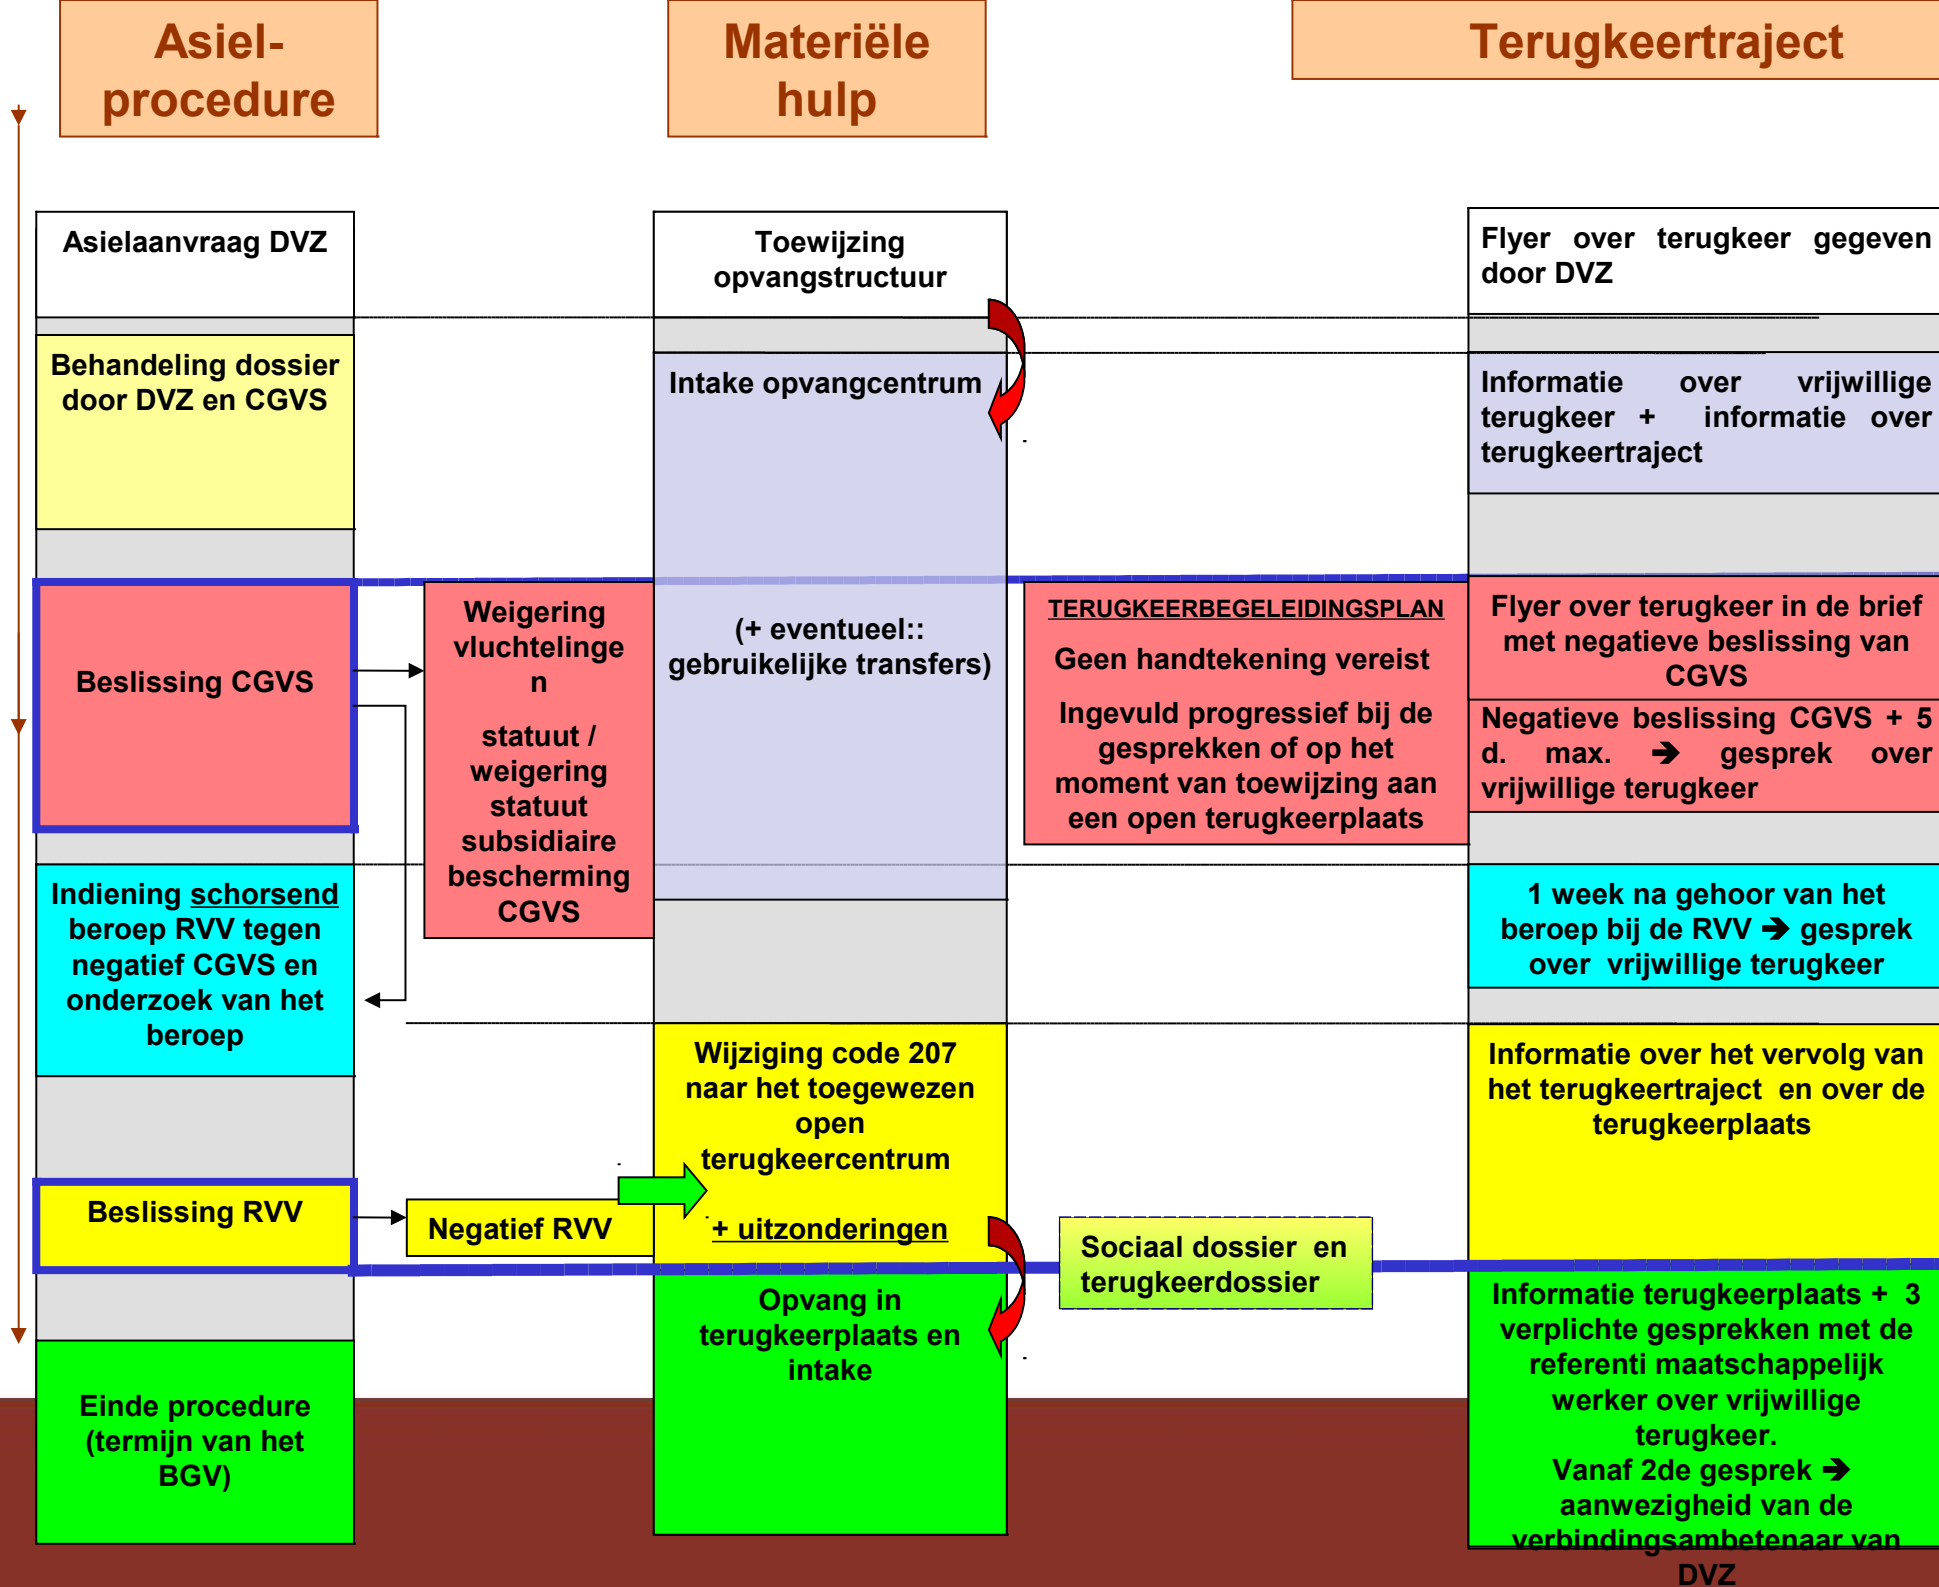 Asiel-
procedure
Materiële
hulp
Terugkeertraject
Asielaanvraag DVZ
Toewijzing
opvangstructuur
Flyer over terugkeer gegeven
door DVZ
Behandeling dossier
door DVZ en CGVS
Intake opvangcentrum
Informatie over vrijwillige
terugkeer + informatie over
terugkeertraject
Beslissing CGVS
Weigering
vluchtelinge
n
statuut /
weigering
statuut
subsidiaire
bescherming
CGVS
(+ eventueel::
gebruikelijke transfers)
TERUGKEERBEGELEIDINGSPLAN
Geen handtekening vereist
Ingevuld progressief bij de
gesprekken of op het
moment van toewijzing aan
een open terugkeerplaats
Flyer over terugkeer in de brief
met negatieve beslissing van
CGVS
Negatieve beslissing CGVS + 5
d. max. ➔ gesprek over
vrijwillige terugkeer
Indiening schorsend
beroep RVV tegen
negatief CGVS en
onderzoek van het
beroep
1 week na gehoor van het
beroep bij de RVV ➔ gesprek
over vrijwillige terugkeer
Wijziging code 207
naar het toegewezen
open
terugkeercentrum
+ uitzonderingen
Informatie over het vervolg van
het terugkeertraject en over de
terugkeerplaats
Beslissing RVV
Negatief RVV
Sociaal dossier en
terugkeerdossier
Opvang in
terugkeerplaats en
intake
Informatie terugkeerplaats + 3
verplichte gesprekken met de
referenti maatschappelijk
werker over vrijwillige
terugkeer.
Vanaf 2de gesprek ➔
aanwezigheid van de
verbindingsambetenaar van
DVZ
Einde procedure
(termijn van het
BGV)